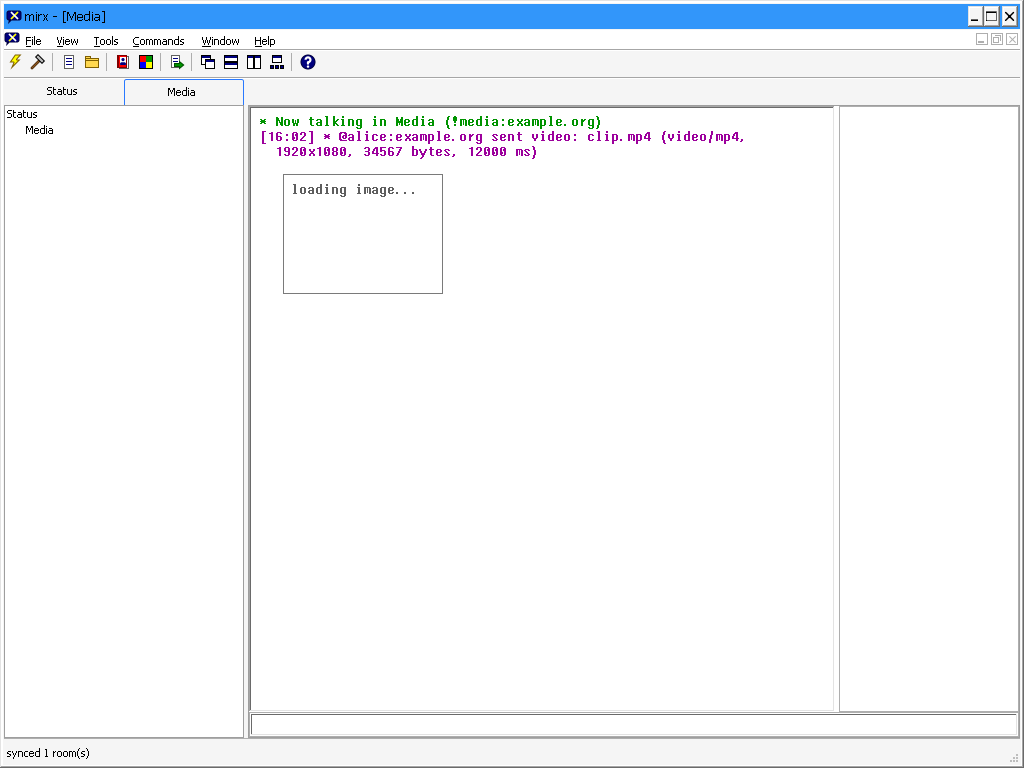 mirx - [Media]
File View Tools Commands Window Help
Status Media
Status
Media
* Now talking in Media (!media:example.org)
[16:02] * @alice:example.org sent video: clip.mp4 (video/mp4,
1920x1080, 34567 bytes, 12000 ms)
loading image...
synced 1 room(s)